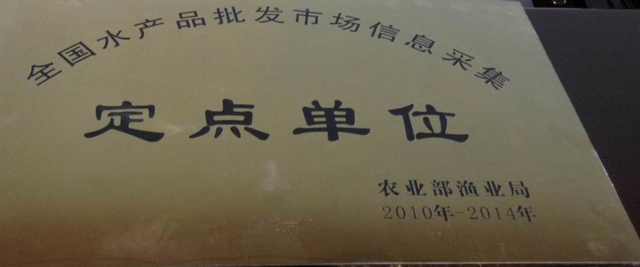 全国水产品批发市场信息采集
定点单位
农业部渔业局
2010年-2014年